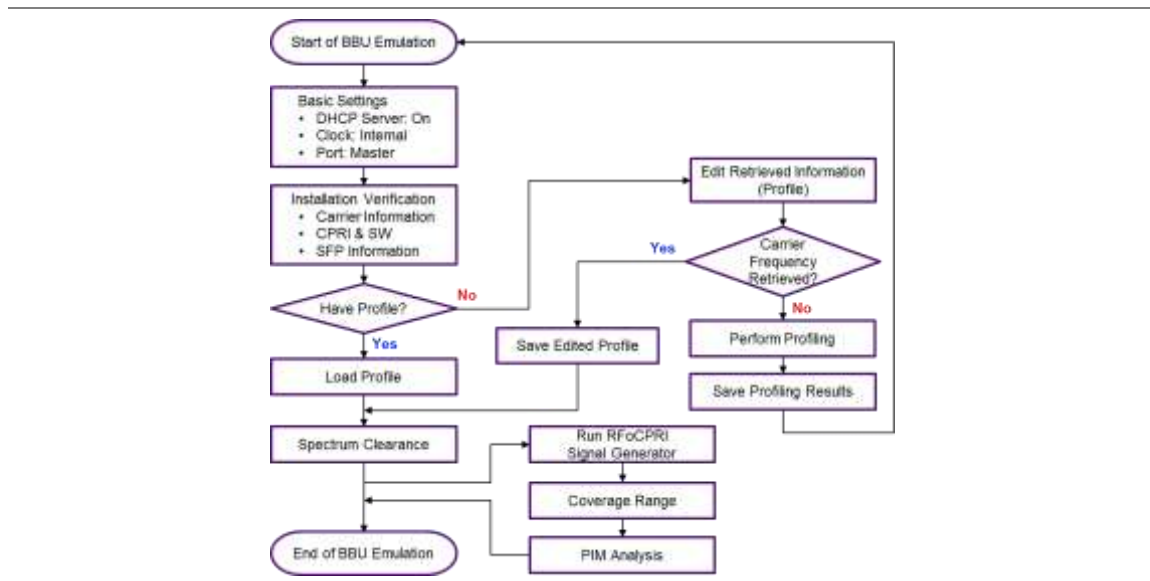 Start of BBU Emulation
Basic Settings
• DHCP Server: On
• Clock: Internal
• Port: Master
Installation Verification
• Carrier Information
• CPRI & SW
• SFP Information
Have Profile?
No
Yes
Load Profile
Edit Retrieved Information
(Profile)
Carrier
Frequency
Retrieved?
Yes
No
Save Edited Profile
Perform Profiling
Save Profiling Results
Spectrum Clearance
Run RFoCPRI
Signal Generator
Coverage Range
PIM Analysis
End of BBU Emulation